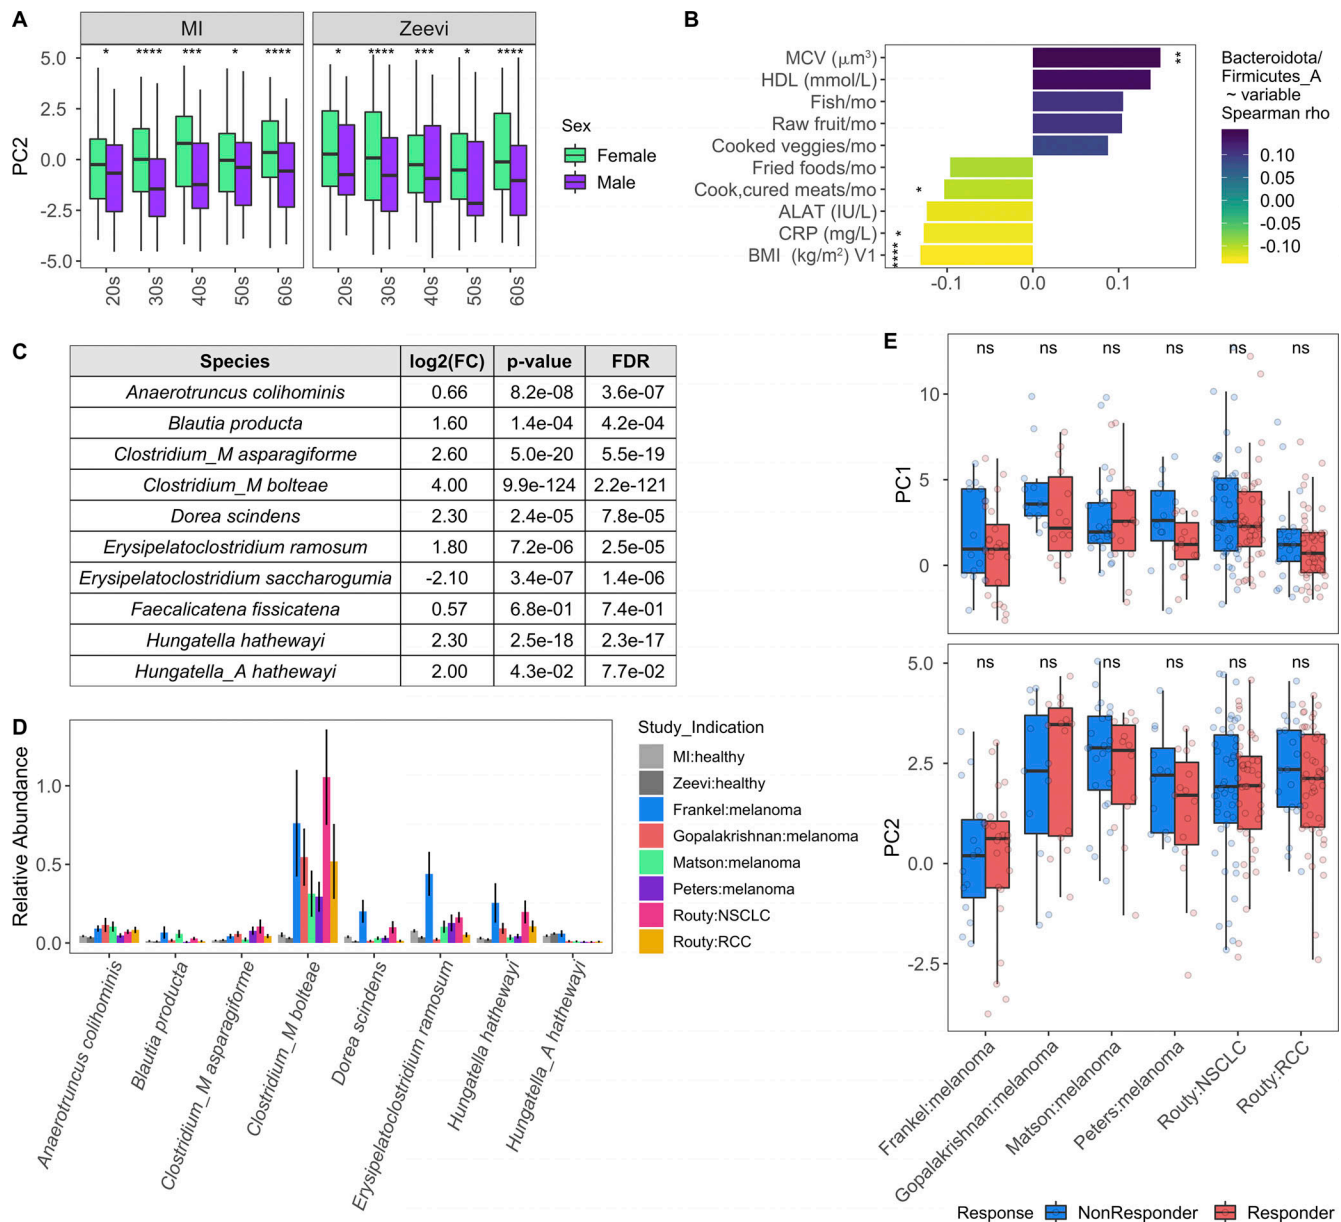 A
MI
Zeevi
* **** *** * ****
* **** *** * ****
PC2
5.0
2.5
0.0
-2.5
-5.0
20s
30s
40s
50s
60s
20s
30s
40s
50s
60s
Sex
Female
Male
B
MCV (μm³)
HDL (mmol/L)
Fish/mo
Raw fruit/mo
Cooked veggies/mo
Fried foods/mo
Cook,cured meats/mo
ALAT (IU/L)
CRP (mg/L)
BMI (kg/m²) V1
**
*
*
****
-0.1
0.0
0.1
Bacteroidota/
Firmicutes_A
~ variable
Spearman rho
0.10
0.05
0.00
-0.05
-0.10
C
Species log2(FC) p-value FDR
Anaerotruncus colihominis 0.66 8.2e-08 3.6e-07
Blautia producta 1.60 1.4e-04 4.2e-04
Clostridium_M asparagiforme 2.60 5.0e-20 5.5e-19
Clostridium_M bolteae 4.00 9.9e-124 2.2e-121
Dorea scindens 2.30 2.4e-05 7.8e-05
Erysipelatoclostridium ramosum 1.80 7.2e-06 2.5e-05
Erysipelatoclostridium saccharogumia -2.10 3.4e-07 1.4e-06
Faecalicatena fissicatena 0.57 6.8e-01 7.4e-01
Hungatella hathewayi 2.30 2.5e-18 2.3e-17
Hungatella_A hathewayi 2.00 4.3e-02 7.7e-02
D
Relative Abundance
1.0
0.5
0.0
Anaerotruncus colihominis
Blautia producta
Clostridium_M asparagiforme
Clostridium_M bolteae
Dorea scindens
Erysipelatoclostridium ramosum
Hungatella hathewayi
Hungatella_A hathewayi
Study_Indication
MI:healthy
Zeevi:healthy
Frankel:melanoma
Gopalakrishnan:melanoma
Matson:melanoma
Peters:melanoma
Routy:NSCLC
Routy:RCC
E
ns ns ns ns ns ns
PC1
10
5
0
ns ns ns ns ns ns
PC2
5.0
2.5
0.0
-2.5
Frankel:melanoma
Gopalakrishnan:melanoma
Matson:melanoma
Peters:melanoma
Routy:NSCLC
Routy:RCC
Response NonResponder Responder